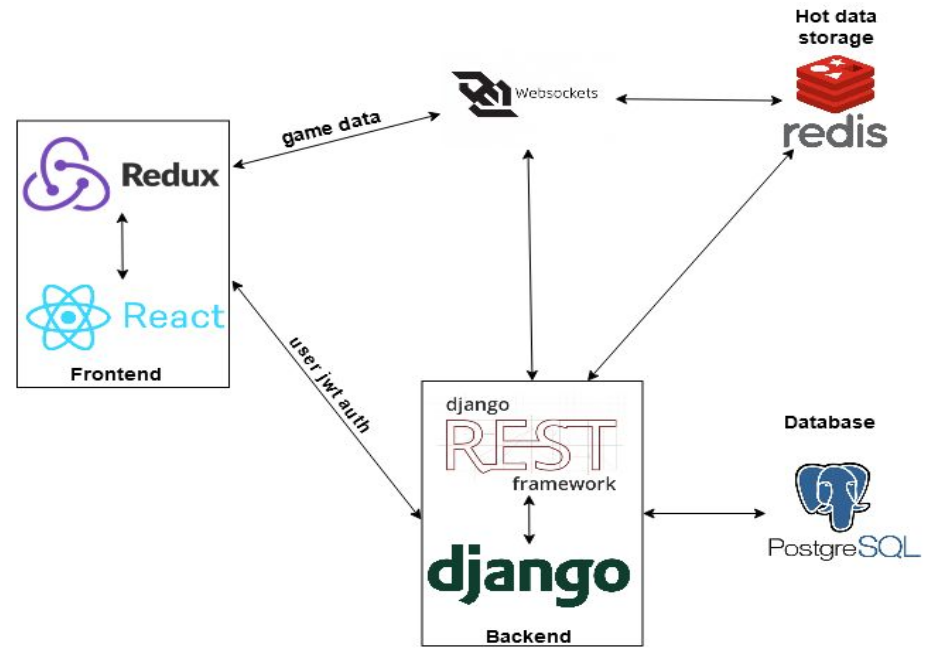 Hot data
storage
Websockets
redis
game data
Redux
React
Frontend
user jwt auth
django
REST
framework
django
Backend
Database
PostgreSQL